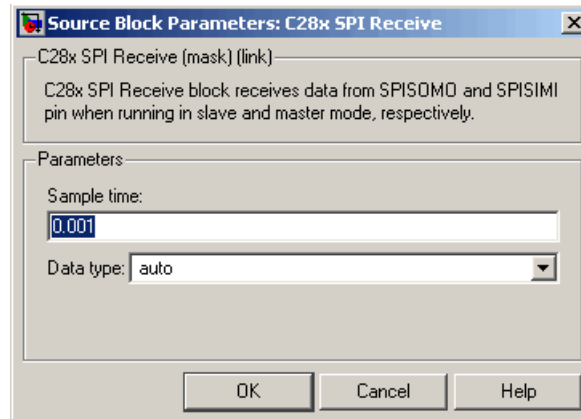 Source Block Parameters: C28x SPI Receive
C28x SPI Receive (mask) (link)
C28x SPI Receive block receives data from SPISOMO and SPISIMI
pin when running in slave and master mode, respectively.
Parameters
Sample time:
0.001
Data type: auto
OK Cancel Help